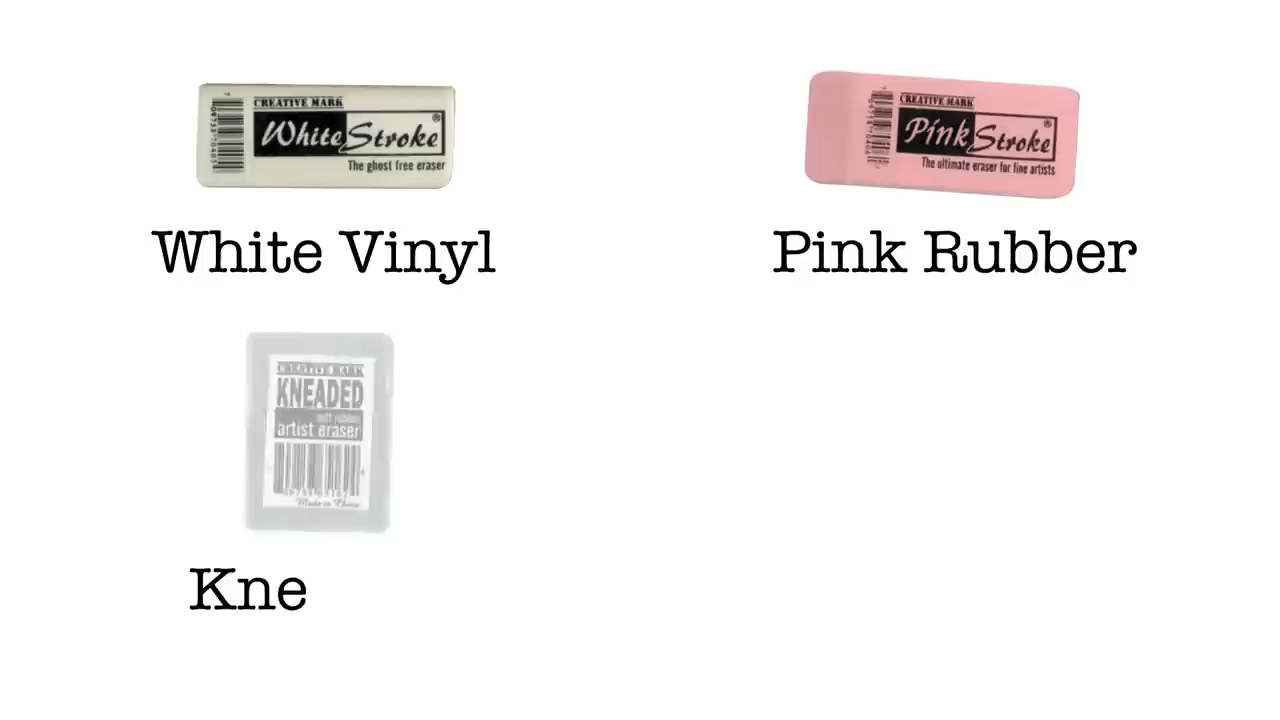 CREATIVE MARK
White Stroke®
The ghost free eraser
CREATIVE MARK
Pink Stroke®
The ultimate eraser for fine artists
White Vinyl
Pink Rubber
CREATIVE MARK
KNEADED
soft rubber
artist eraser
Made in China
Kne